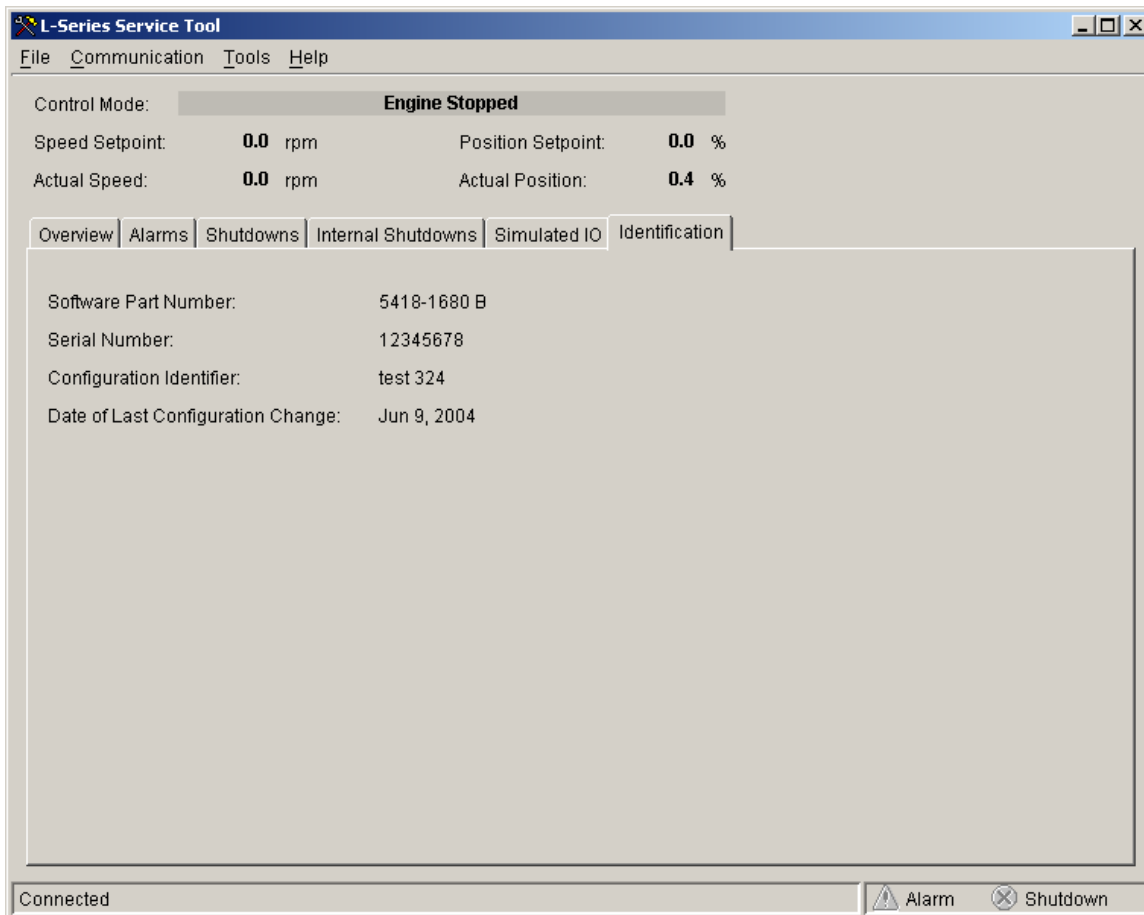 L-Series Service Tool
File Communication Tools Help
Control Mode: Engine Stopped
Speed Setpoint: 0.0 rpm Position Setpoint: 0.0 %
Actual Speed: 0.0 rpm Actual Position: 0.4 %
Overview Alarms Shutdowns Internal Shutdowns Simulated IO Identification
Software Part Number: 5418-1680 B
Serial Number: 12345678
Configuration Identifier: test 324
Date of Last Configuration Change: Jun 9, 2004
Connected Alarm Shutdown